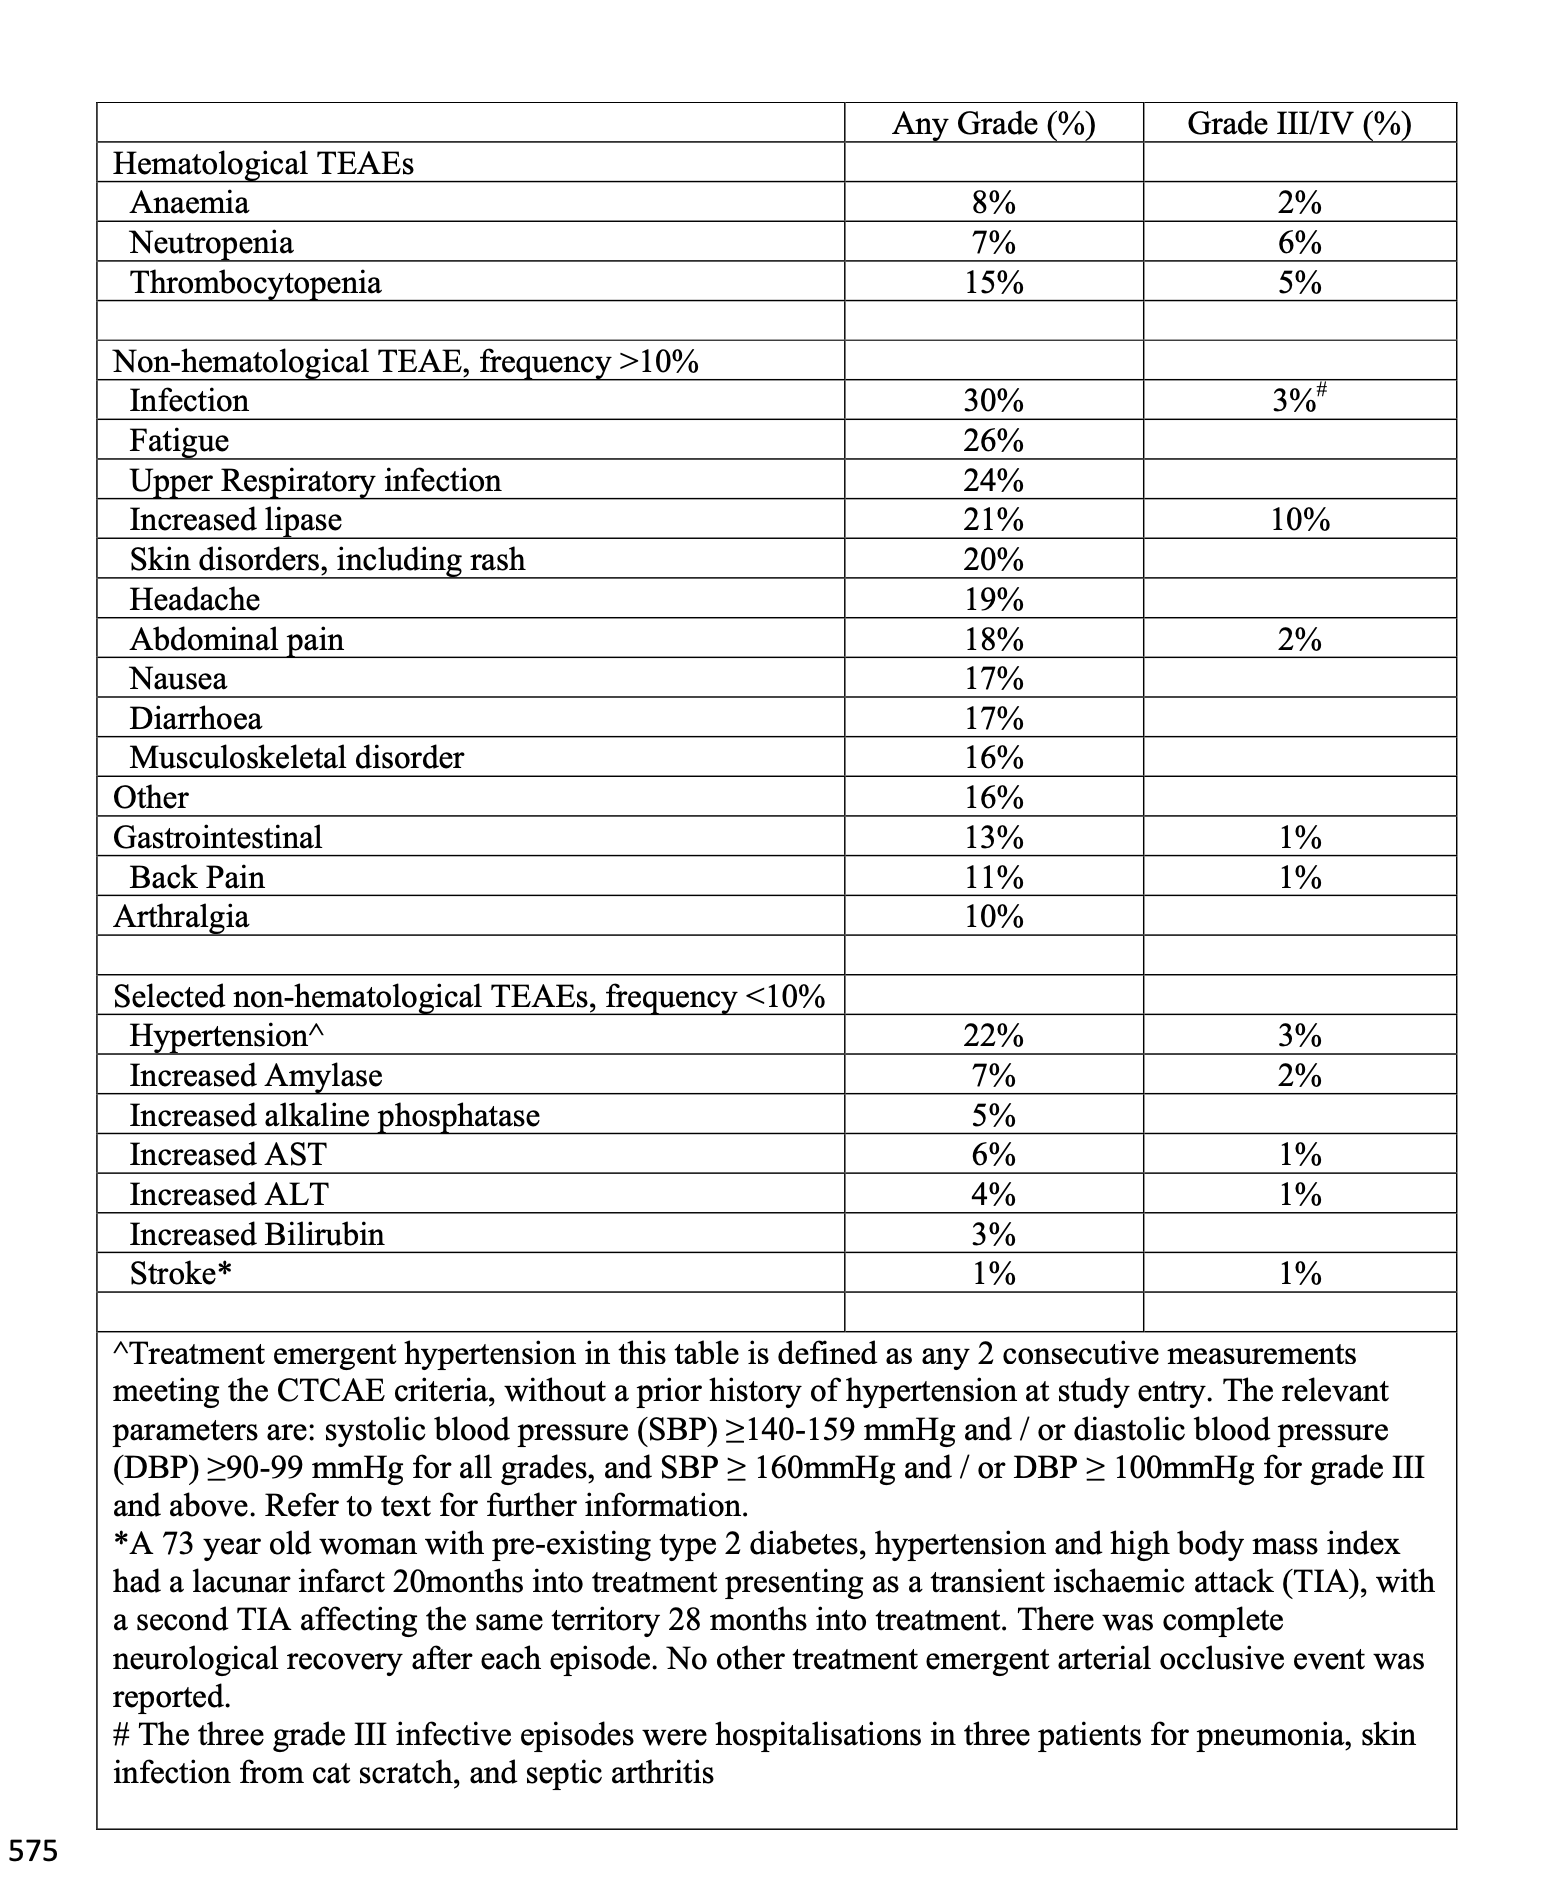 Any Grade (%) Grade III/IV (%)
Hematological TEAEs
Anaemia 8% 2%
Neutropenia 7% 6%
Thrombocytopenia 15% 5%
Non-hematological TEAE, frequency >10%
Infection 30% 3%#
Fatigue 26%
Upper Respiratory infection 24%
Increased lipase 21% 10%
Skin disorders, including rash 20%
Headache 19%
Abdominal pain 18% 2%
Nausea 17%
Diarrhoea 17%
Musculoskeletal disorder 16%
Other 16%
Gastrointestinal 13% 1%
Back Pain 11% 1%
Arthralgia 10%
Selected non-hematological TEAEs, frequency <10%
Hypertension^ 22% 3%
Increased Amylase 7% 2%
Increased alkaline phosphatase 5%
Increased AST 6% 1%
Increased ALT 4% 1%
Increased Bilirubin 3%
Stroke* 1% 1%
^Treatment emergent hypertension in this table is defined as any 2 consecutive measurements
meeting the CTCAE criteria, without a prior history of hypertension at study entry. The relevant
parameters are: systolic blood pressure (SBP) ≥140-159 mmHg and / or diastolic blood pressure
(DBP) ≥90-99 mmHg for all grades, and SBP ≥ 160mmHg and / or DBP ≥ 100mmHg for grade III
and above. Refer to text for further information.
*A 73 year old woman with pre-existing type 2 diabetes, hypertension and high body mass index
had a lacunar infarct 20months into treatment presenting as a transient ischaemic attack (TIA), with
a second TIA affecting the same territory 28 months into treatment. There was complete
neurological recovery after each episode. No other treatment emergent arterial occlusive event was
reported.
# The three grade III infective episodes were hospitalisations in three patients for pneumonia, skin
infection from cat scratch, and septic arthritis
575